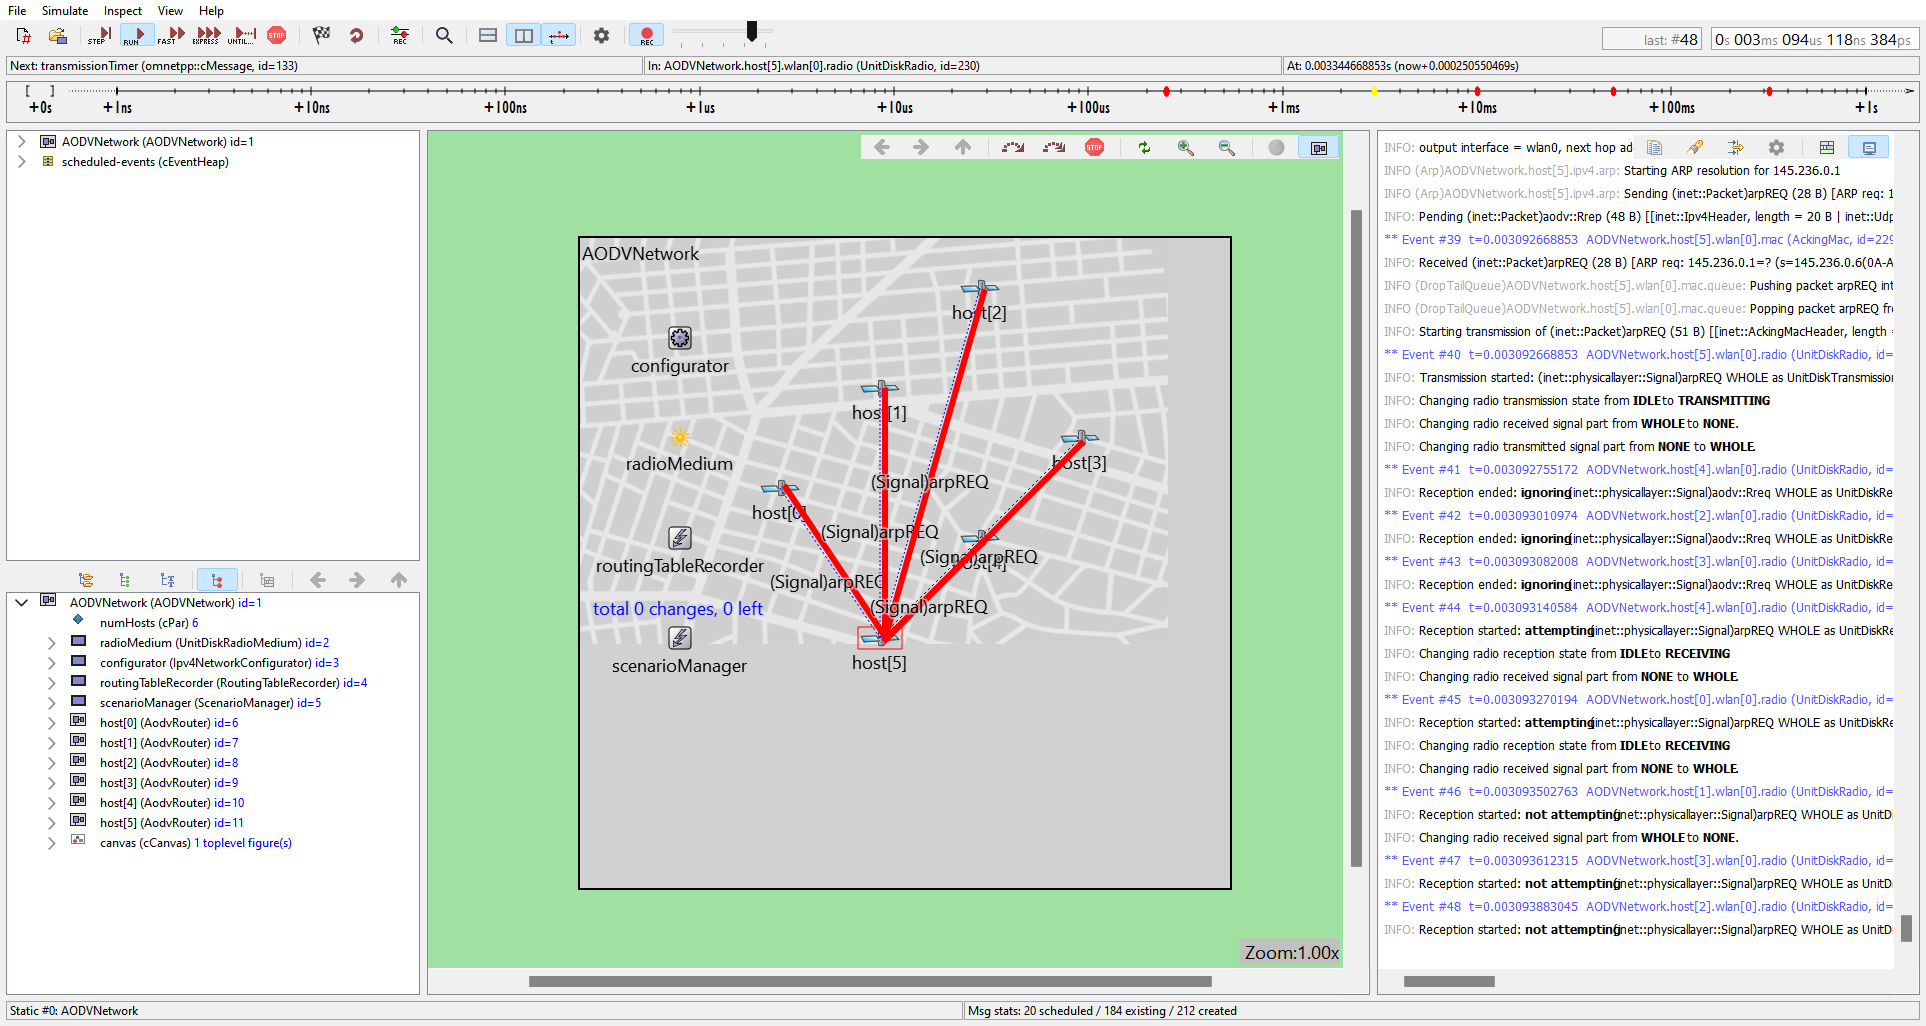 File Simulate Inspect View Help
STEP RUN FAST EXPRESS UNTIL... STOP REC REC
last: #48 0s 003ms 094us 118ns 384ps
Next: transmissionTimer (omnetpp::cMessage, id=133) In: AODVNetwork.host[5].wlan[0].radio (UnitDiskRadio, id=230) At: 0.003344668853s (now+0.000250550469s)
+0s +1ns +10ns +100ns +1us +10us +100us +1ms +10ms +100ms +1s
AODVNetwork (AODVNetwork) id=1
scheduled-events (cEventHeap)
AODVNetwork (AODVNetwork) id=1
numHosts (cPar) 6
radioMedium (UnitDiskRadioMedium) id=2
configurator (Ipv4NetworkConfigurator) id=3
routingTableRecorder (RoutingTableRecorder) id=4
scenarioManager (ScenarioManager) id=5
host[0] (AodvRouter) id=6
host[1] (AodvRouter) id=7
host[2] (AodvRouter) id=8
host[3] (AodvRouter) id=9
host[4] (AodvRouter) id=10
host[5] (AodvRouter) id=11
canvas (cCanvas) 1 toplevel figure(s)
STOP
AODVNetwork
host[2]
configurator
host[1]
radioMedium
host[3]
(Signal)arpREQ
host[0]
(Signal)arpREQ
routingTableRecorder
(Signal)arpREQ
(Signal)arpREQ
total 0 changes, 0 left
(Signal)arpREQ
scenarioManager
host[5]
Zoom:1.00x
INFO: output interface = wlan0, next hop ad
INFO (Arp)AODVNetwork.host[5].ipv4.arp: Starting ARP resolution for 145.236.0.1
INFO (Arp)AODVNetwork.host[5].ipv4.arp: Sending (inet::Packet)arpREQ (28 B) [ARP req: 1
INFO: Pending (inet::Packet)aodv::Rrep (48 B) [[inet::Ipv4Header, length = 20 B | inet::Udp
** Event #39 t=0.003092668853 AODVNetwork.host[5].wlan[0].mac (AckingMac, id=229
INFO: Received (inet::Packet)arpREQ (28 B) [ARP req: 145.236.0.1=? (s=145.236.0.6(0A-A
INFO (DropTailQueue)AODVNetwork.host[5].wlan[0].mac.queue: Pushing packet arpREQ int
INFO (DropTailQueue)AODVNetwork.host[5].wlan[0].mac.queue: Popping packet arpREQ fr
INFO: Starting transmission of (inet::Packet)arpREQ (51 B) [[inet::AckingMacHeader, length =
** Event #40 t=0.003092668853 AODVNetwork.host[5].wlan[0].radio (UnitDiskRadio, id=
INFO: Transmission started: (inet::physicallayer::Signal)arpREQ WHOLE as UnitDiskTransmission
INFO: Changing radio transmission state from IDLE to TRANSMITTING
INFO: Changing radio received signal part from WHOLE to NONE.
INFO: Changing radio transmitted signal part from NONE to WHOLE.
** Event #41 t=0.003092755172 AODVNetwork.host[4].wlan[0].radio (UnitDiskRadio, id=
INFO: Reception ended: ignoring(inet::physicallayer::Signal)aodv::Rreq WHOLE as UnitDiskRe
** Event #42 t=0.003093010974 AODVNetwork.host[2].wlan[0].radio (UnitDiskRadio, id=
INFO: Reception ended: ignoring(inet::physicallayer::Signal)aodv::Rreq WHOLE as UnitDiskRe
** Event #43 t=0.003093082008 AODVNetwork.host[3].wlan[0].radio (UnitDiskRadio, id=
INFO: Reception ended: ignoring(inet::physicallayer::Signal)aodv::Rreq WHOLE as UnitDiskRe
** Event #44 t=0.003093140584 AODVNetwork.host[4].wlan[0].radio (UnitDiskRadio, id=
INFO: Reception started: attempting(inet::physicallayer::Signal)arpREQ WHOLE as UnitDiskRe
INFO: Changing radio reception state from IDLE to RECEIVING
INFO: Changing radio received signal part from NONE to WHOLE.
** Event #45 t=0.003093270194 AODVNetwork.host[0].wlan[0].radio (UnitDiskRadio, id=
INFO: Reception started: attempting(inet::physicallayer::Signal)arpREQ WHOLE as UnitDiskRe
INFO: Changing radio reception state from IDLE to RECEIVING
INFO: Changing radio received signal part from NONE to WHOLE.
** Event #46 t=0.003093502763 AODVNetwork.host[1].wlan[0].radio (UnitDiskRadio, id=
INFO: Reception started: not attempting(inet::physicallayer::Signal)arpREQ WHOLE as UnitD
INFO: Changing radio received signal part from WHOLE to NONE.
** Event #47 t=0.003093612315 AODVNetwork.host[3].wlan[0].radio (UnitDiskRadio, id=
INFO: Reception started: not attempting(inet::physicallayer::Signal)arpREQ WHOLE as UnitD
** Event #48 t=0.003093883045 AODVNetwork.host[2].wlan[0].radio (UnitDiskRadio, id=
INFO: Reception started: not attempting(inet::physicallayer::Signal)arpREQ WHOLE as UnitD
Static #0: AODVNetwork Msg stats: 20 scheduled / 184 existing / 212 created